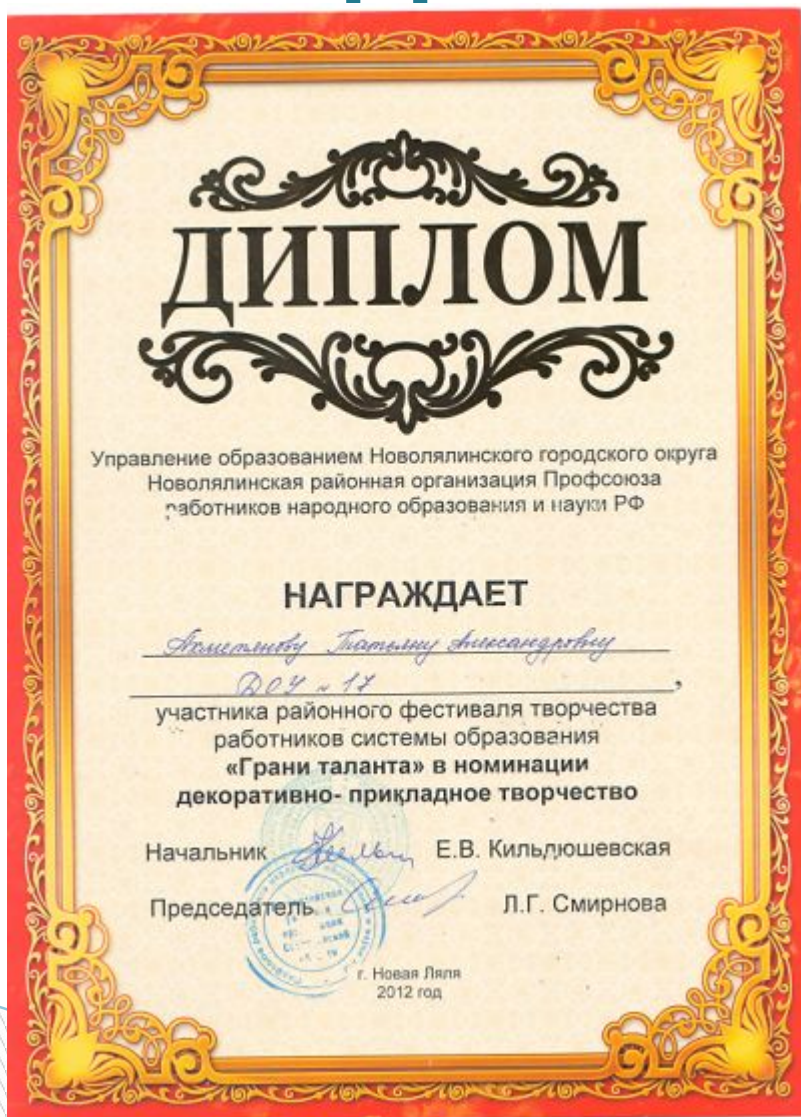 ДИПЛОМ
Управление образованием Новолялинского городского округа
Новолялинская районная организация Профсоюза
работников народного образования и науки РФ
НАГРАЖДАЕТ
Ахметянову Татьяну Александровну
ДОУ № 17,
участника районного фестиваля творчества
работников системы образования
«Грани таланта» в номинации
декоративно- прикладное творчество
Начальник Е.В. Кильдюшевская
Председатель Л.Г. Смирнова
г. Новая Ляля
2012 год